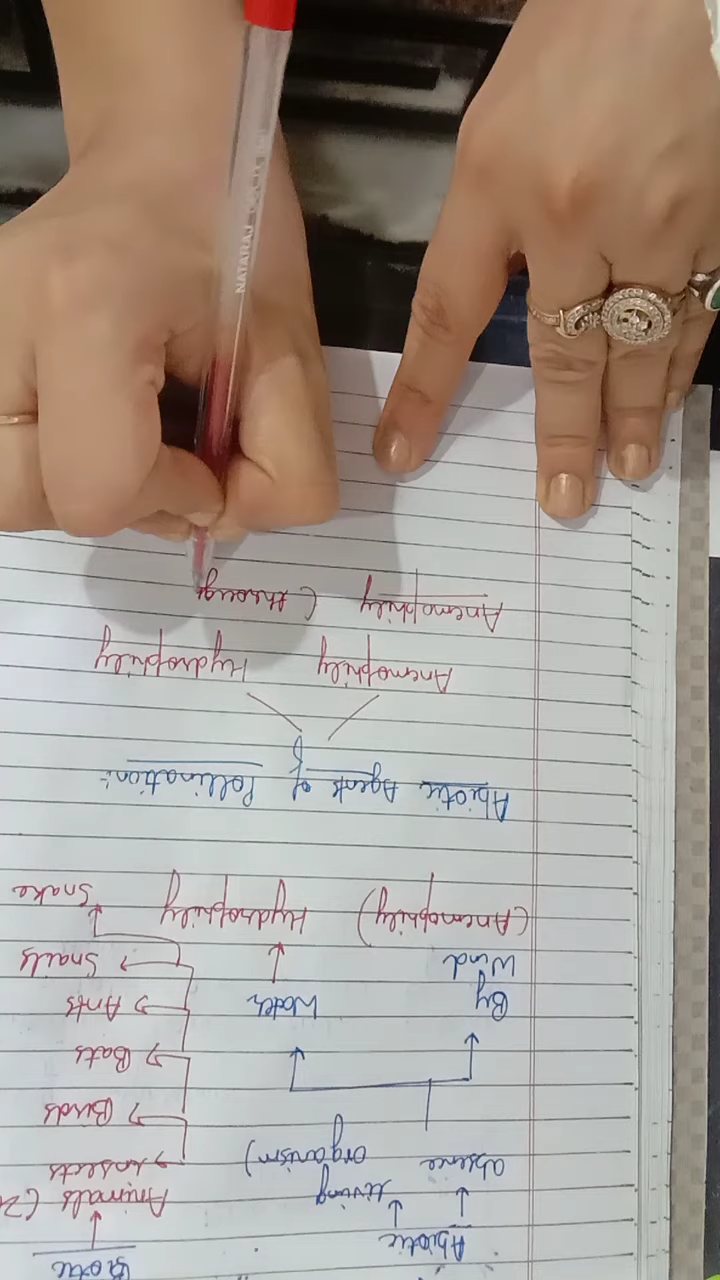 Abiotic Biotic
absence living organism) Animals
→ Insects
→ Birds
→ Bats
By Wind Water → Ants
→ Snails
(Anemophily) Hydrophily Snake
Abiotic Agents of Pollination:-
Anemophily Hydrophily
Anemophily (throug
NATARAJ